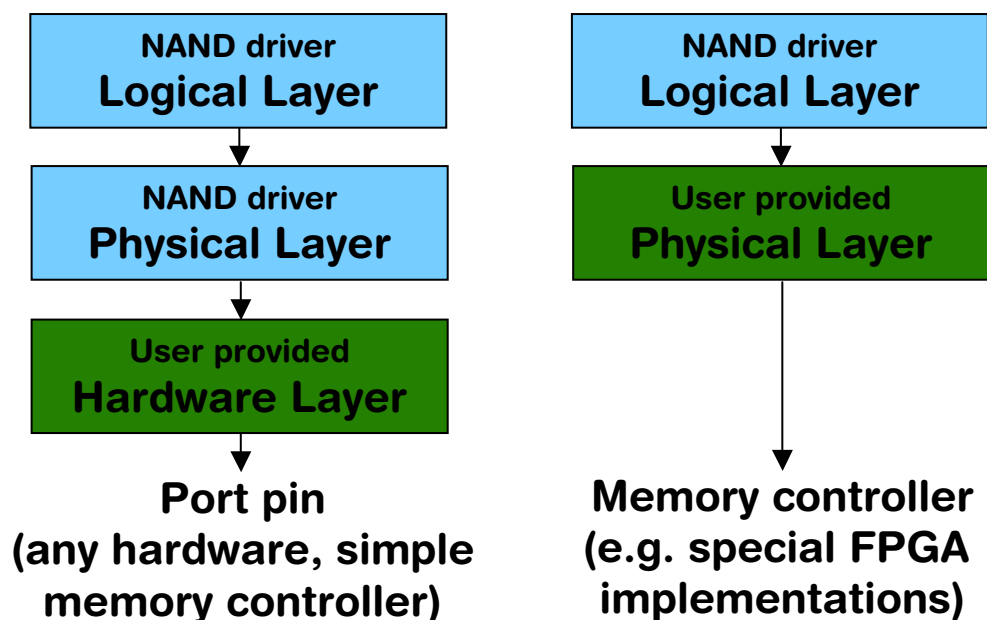 NAND driver
Logical Layer
NAND driver
Physical Layer
User provided
Hardware Layer
Port pin
(any hardware, simple
memory controller)
NAND driver
Logical Layer
User provided
Physical Layer
Memory controller
(e.g. special FPGA
implementations)